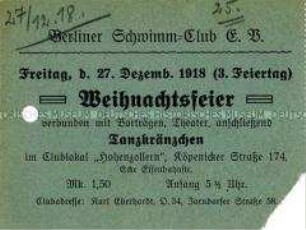 27/12.18.
25.
Berliner Schwimm-Club E. V.
Freitag, d. 27. Dezemb. 1918 (3. Feiertag)
Weihnachtsfeier
verbunden mit Vorträgen, Theater, anschließend
Tanzkränzchen
im Clublokal „Hohenzollern", Köpenicker Straße 174,
Ecke Eisenbahnstr.
Mk. 1,50 Anfang 5½ Uhr.
Clubadresse: Karl Eberhardt, O. 34, Zorndorfer Straße 58.